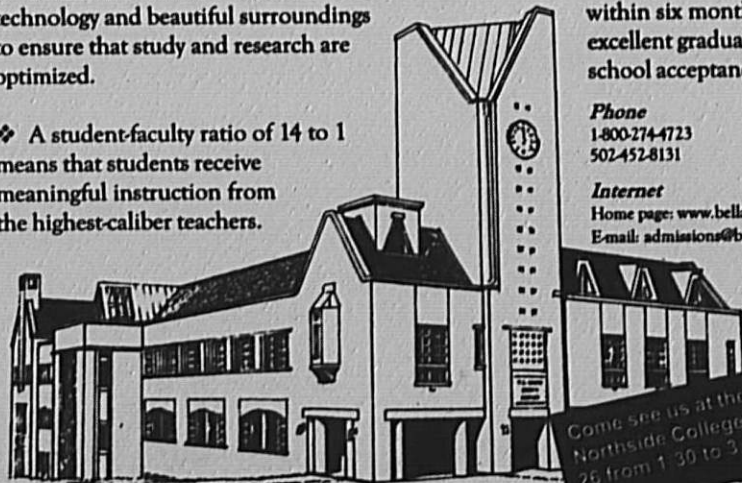 technology and beautiful surroundings
to ensure that study and research are
optimized.
❖ A student-faculty ratio of 14 to 1
means that students receive
meaningful instruction from
the highest-caliber teachers.
within six mont
excellent gradua
school acceptan
Phone
1-800-274-4723
502-452-8131
Internet
Home page: www.bella
E-mail: admissions@b
Come see us at the
Northside College
26 from 1 30 to 3